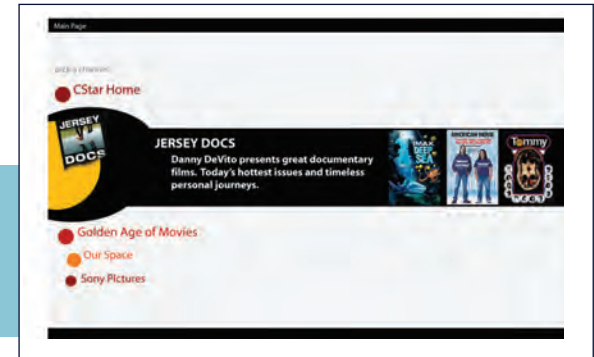 Main Page
pick a channel
CStar Home
JERSEY
DOCS
JERSEY DOCS
Danny DeVito presents great documentary
films. Today's hottest issues and timeless
personal journeys.
IMAX
DEEP
SEA
AMERICAN MOVIE
Tommy
Golden Age of Movies
Our Space
Sony Pictures